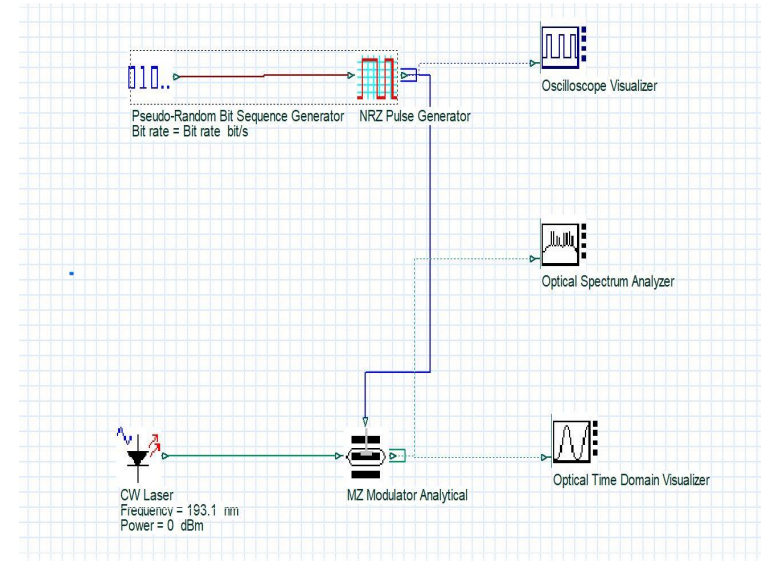 010..
Oscilloscope Visualizer
Pseudo-Random Bit Sequence Generator NRZ Pulse Generator
Bit rate = Bit rate bit/s
Optical Spectrum Analyzer
Optical Time Domain Visualizer
CW Laser
Frequency = 193.1 nm
Power = 0 dBm
MZ Modulator Analytical